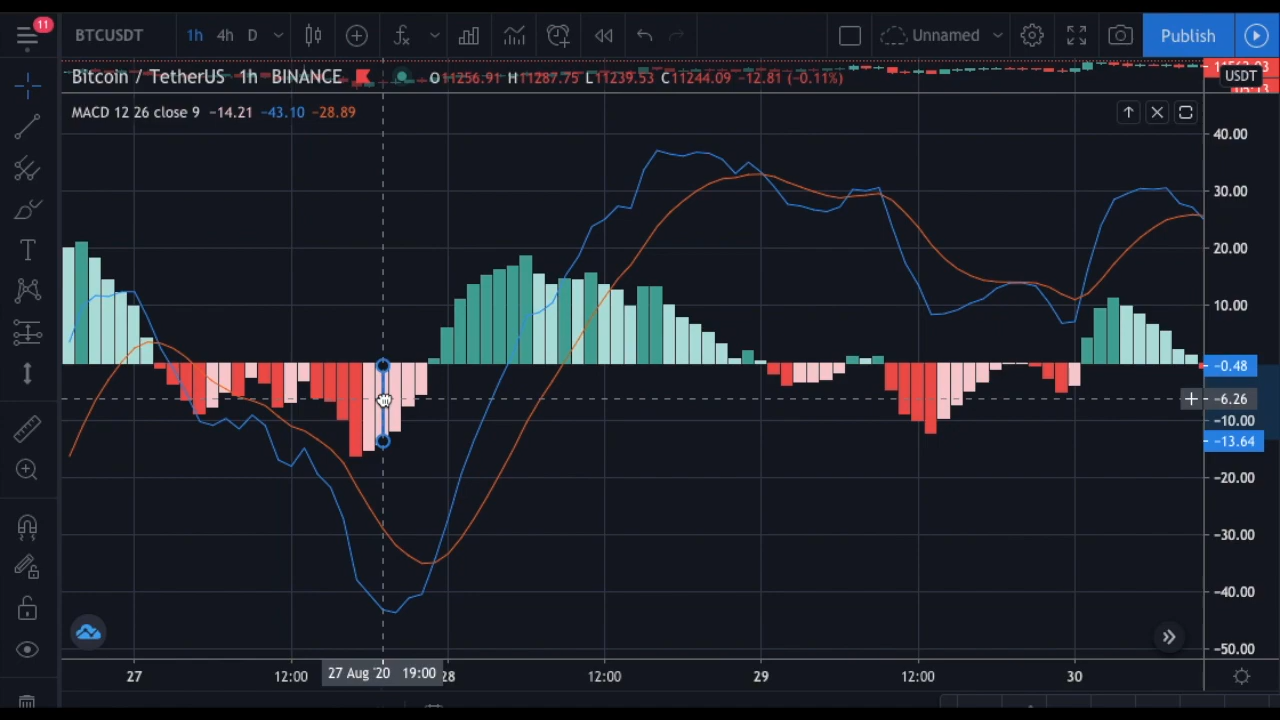 11
BTCUSDT 1h 4h D Unnamed Publish
Bitcoin / TetherUS 1h BINANCE O11256.91 H11287.75 L11239.53 C11244.09 −12.81 (−0.11%)
USDT
MACD 12 26 close 9 −14.21 −43.10 −28.89
40.00
30.00
20.00
10.00
−0.48
−6.26
−10.00
−13.64
−20.00
−30.00
−40.00
−50.00
27 12:00 27 Aug '20 19:00 28 12:00 29 12:00 30